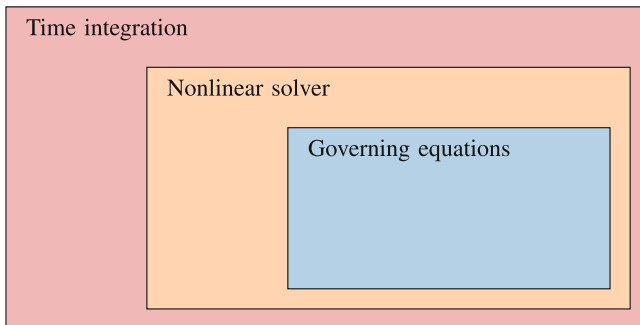 Time integration
Nonlinear solver
Governing equations